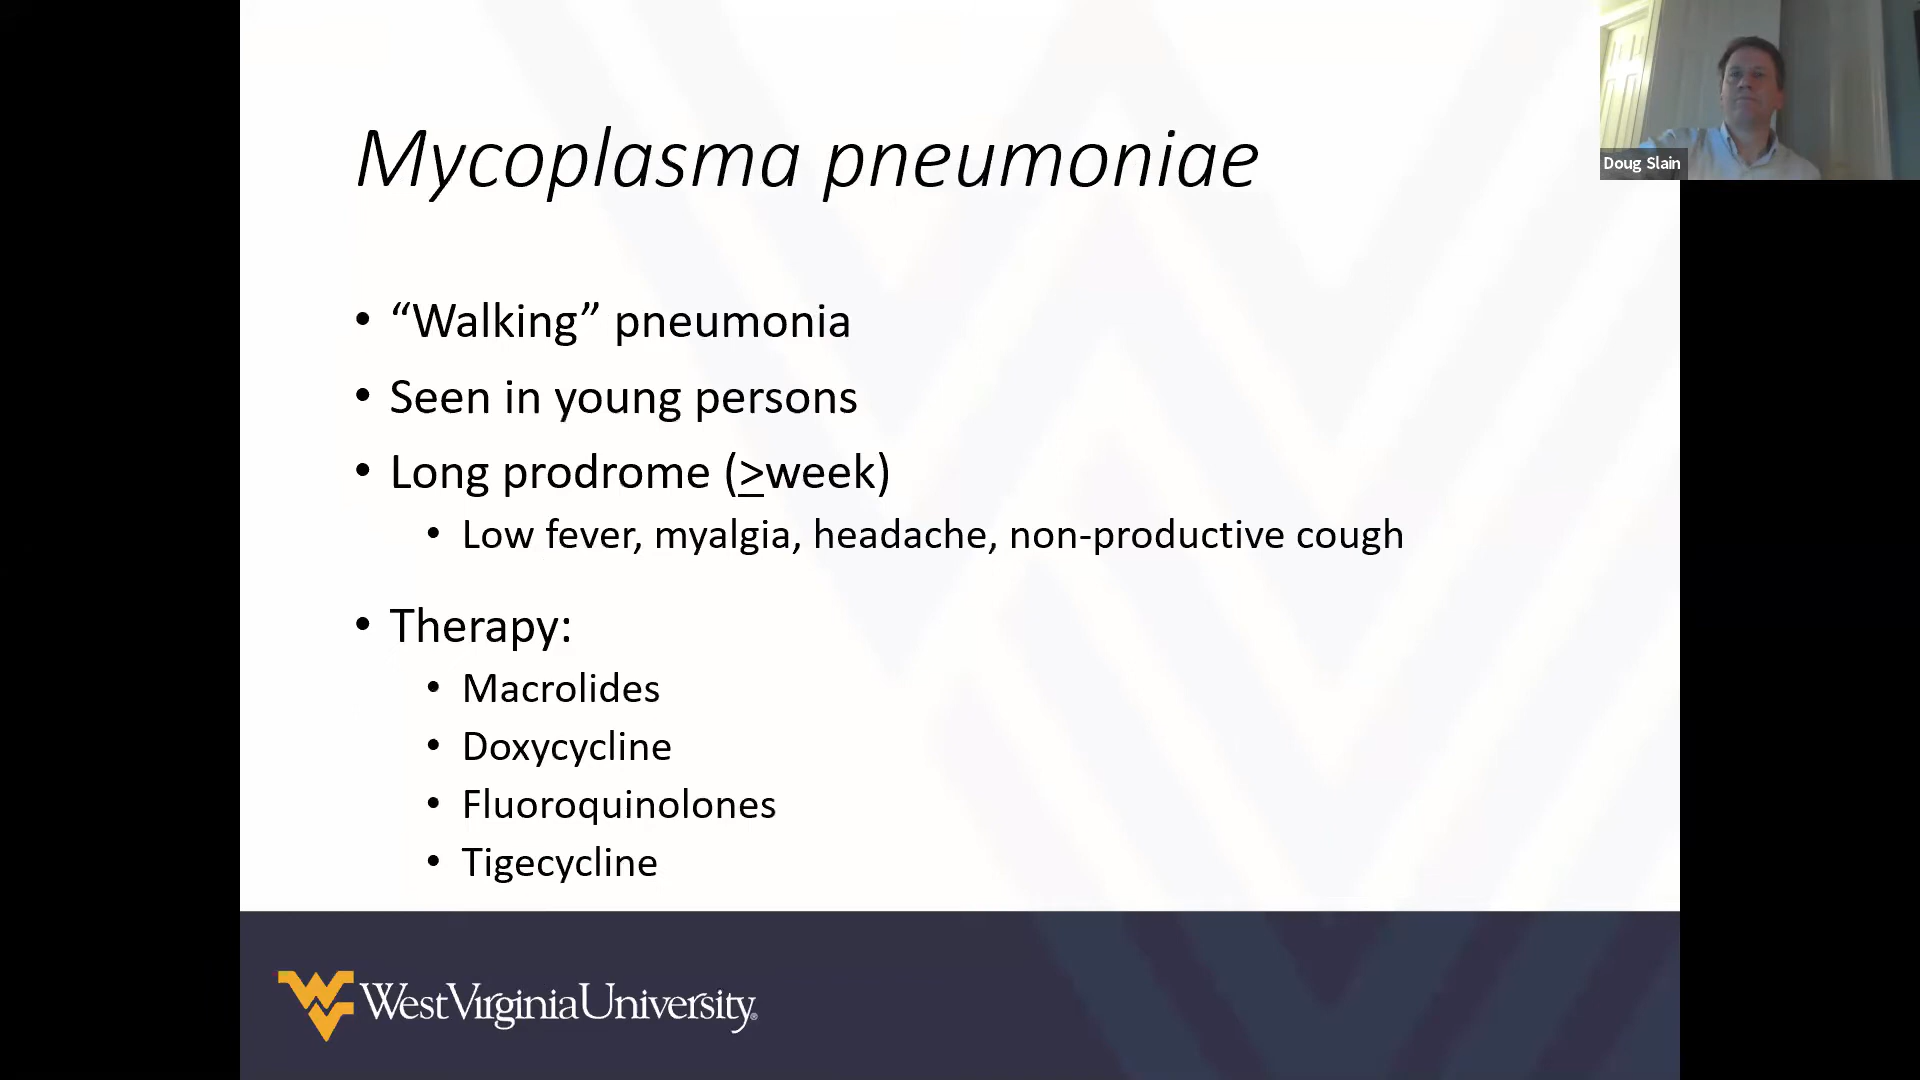 Mycoplasma pneumoniae
Doug Slain
• “Walking” pneumonia
• Seen in young persons
• Long prodrome (>week)
• Low fever, myalgia, headache, non-productive cough
• Therapy:
• Macrolides
• Doxycycline
• Fluoroquinolones
• Tigecycline
WestVirginiaUniversity®